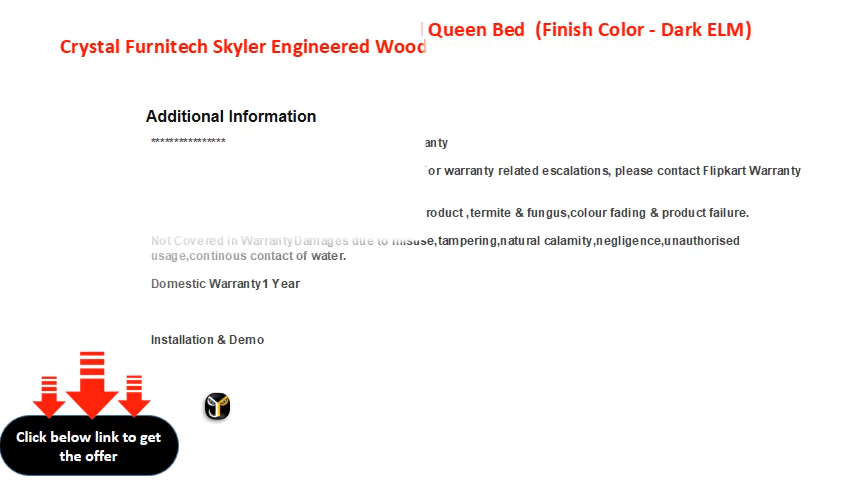 Crystal Furnitech Skyler Engineered Wood
Queen Bed (Finish Color - Dark ELM)
Additional Information
****************
anty
or warranty related escalations, please contact Flipkart Warranty
roduct ,termite & fungus,colour fading & product failure.
Not Covered in WarrantyDamages due to misuse,tampering,natural calamity,negligence,unauthorised
usage,continous contact of water.
Domestic Warranty1 Year
Installation & Demo
Click below link to get
the offer